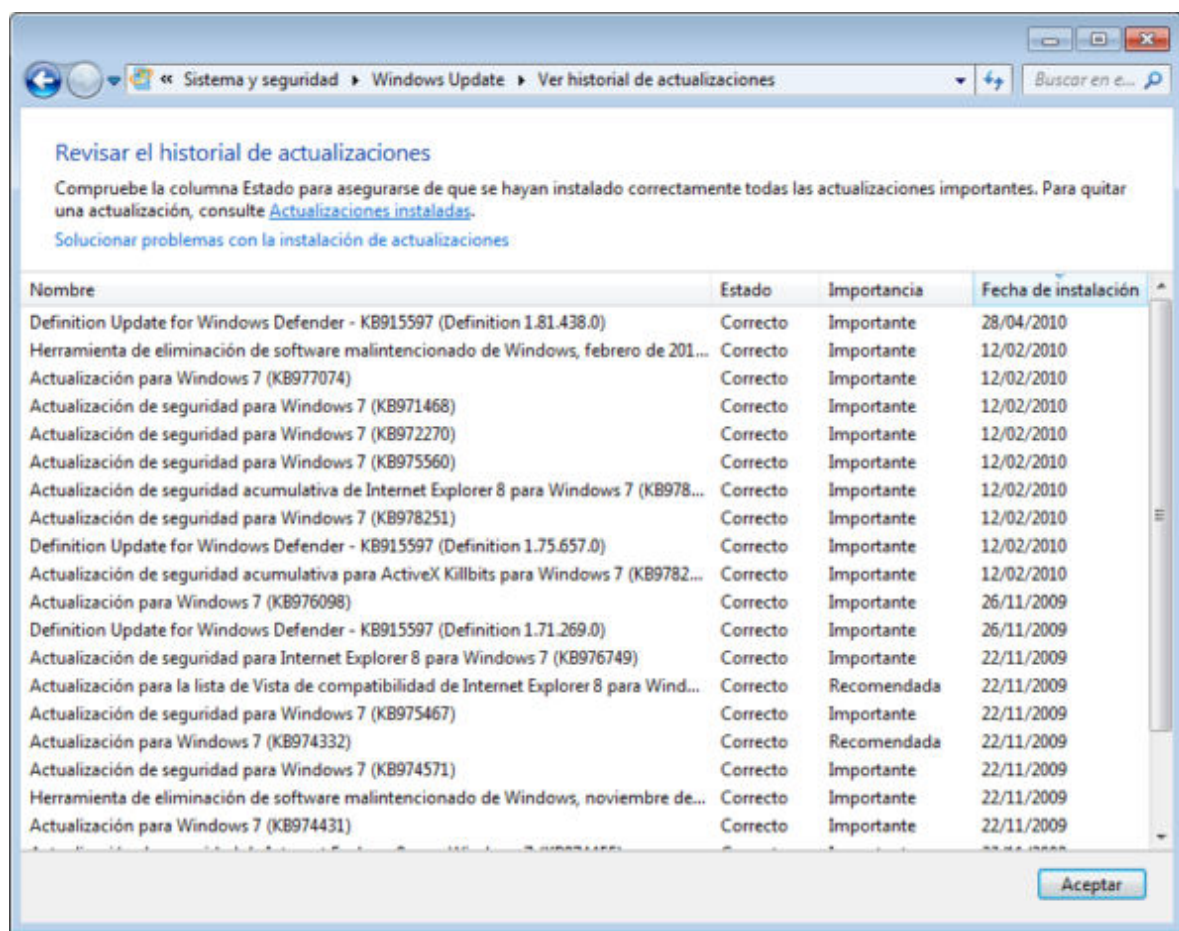 « Sistema y seguridad ▸ Windows Update ▸ Ver historial de actualizaciones Buscar en e...
Revisar el historial de actualizaciones
Compruebe la columna Estado para asegurarse de que se hayan instalado correctamente todas las actualizaciones importantes. Para quitar
una actualización, consulte Actualizaciones instaladas.
Solucionar problemas con la instalación de actualizaciones
Nombre Estado Importancia Fecha de instalación
Definition Update for Windows Defender - KB915597 (Definition 1.81.438.0) Correcto Importante 28/04/2010
Herramienta de eliminación de software malintencionado de Windows, febrero de 201... Correcto Importante 12/02/2010
Actualización para Windows 7 (KB977074) Correcto Importante 12/02/2010
Actualización de seguridad para Windows 7 (KB971468) Correcto Importante 12/02/2010
Actualización de seguridad para Windows 7 (KB972270) Correcto Importante 12/02/2010
Actualización de seguridad para Windows 7 (KB975560) Correcto Importante 12/02/2010
Actualización de seguridad acumulativa de Internet Explorer 8 para Windows 7 (KB978... Correcto Importante 12/02/2010
Actualización de seguridad para Windows 7 (KB978251) Correcto Importante 12/02/2010
Definition Update for Windows Defender - KB915597 (Definition 1.75.657.0) Correcto Importante 12/02/2010
Actualización de seguridad acumulativa para ActiveX Killbits para Windows 7 (KB9782... Correcto Importante 12/02/2010
Actualización para Windows 7 (KB976098) Correcto Importante 26/11/2009
Definition Update for Windows Defender - KB915597 (Definition 1.71.269.0) Correcto Importante 26/11/2009
Actualización de seguridad para Internet Explorer 8 para Windows 7 (KB976749) Correcto Importante 22/11/2009
Actualización para la lista de Vista de compatibilidad de Internet Explorer 8 para Wind... Correcto Recomendada 22/11/2009
Actualización de seguridad para Windows 7 (KB975467) Correcto Importante 22/11/2009
Actualización para Windows 7 (KB974332) Correcto Recomendada 22/11/2009
Actualización de seguridad para Windows 7 (KB974571) Correcto Importante 22/11/2009
Herramienta de eliminación de software malintencionado de Windows, noviembre de... Correcto Importante 22/11/2009
Actualización para Windows 7 (KB974431) Correcto Importante 22/11/2009
Aceptar